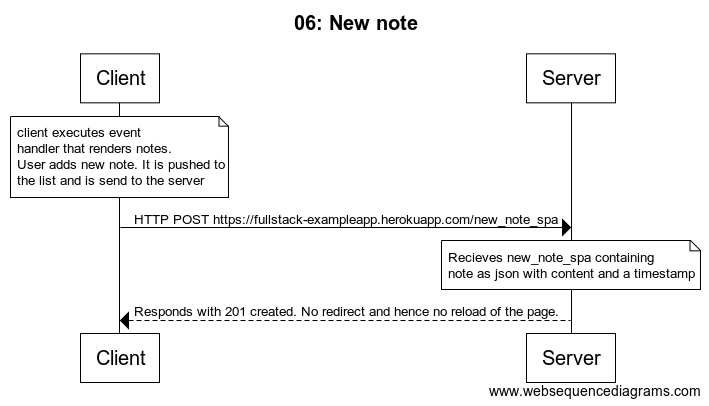 06: New note
Client
Server
client executes event
handler that renders notes.
User adds new note. It is pushed to
the list and is send to the server
HTTP POST https://fullstack-exampleapp.herokuapp.com/new_note_spa
Recieves new_note_spa containing
note as json with content and a timestamp
Responds with 201 created. No redirect and hence no reload of the page.
Client
Server
www.websequencediagrams.com